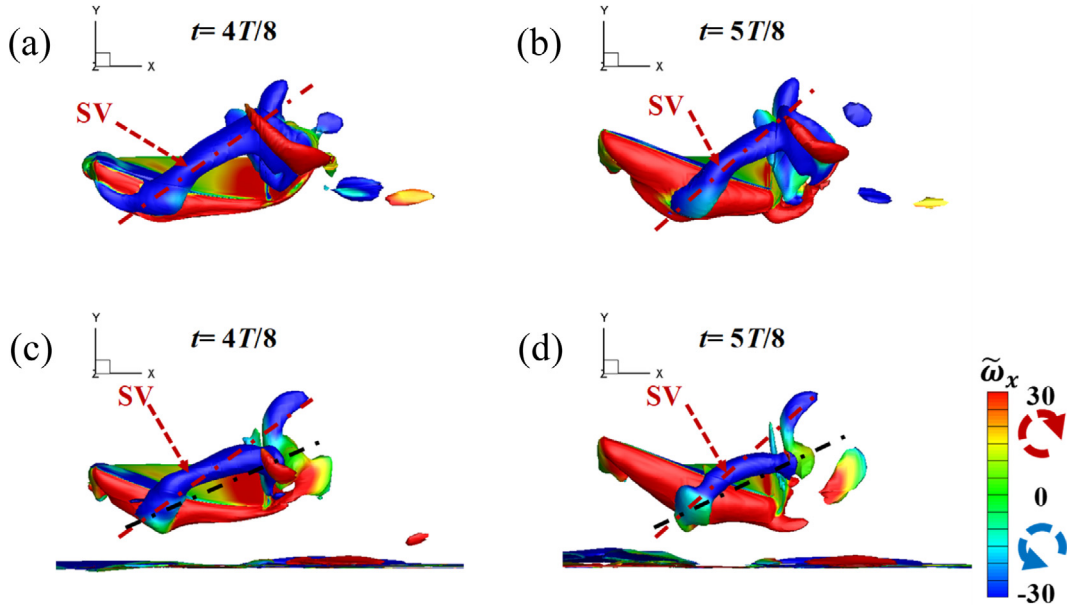 (a)
Y
Z
X
t= 4T/8
SV
(b)
Y
Z
X
t= 5T/8
SV
(c)
Y
Z
X
t= 4T/8
SV
(d)
Y
Z
X
t= 5T/8
SV
ω̃ₓ
30
0
-30